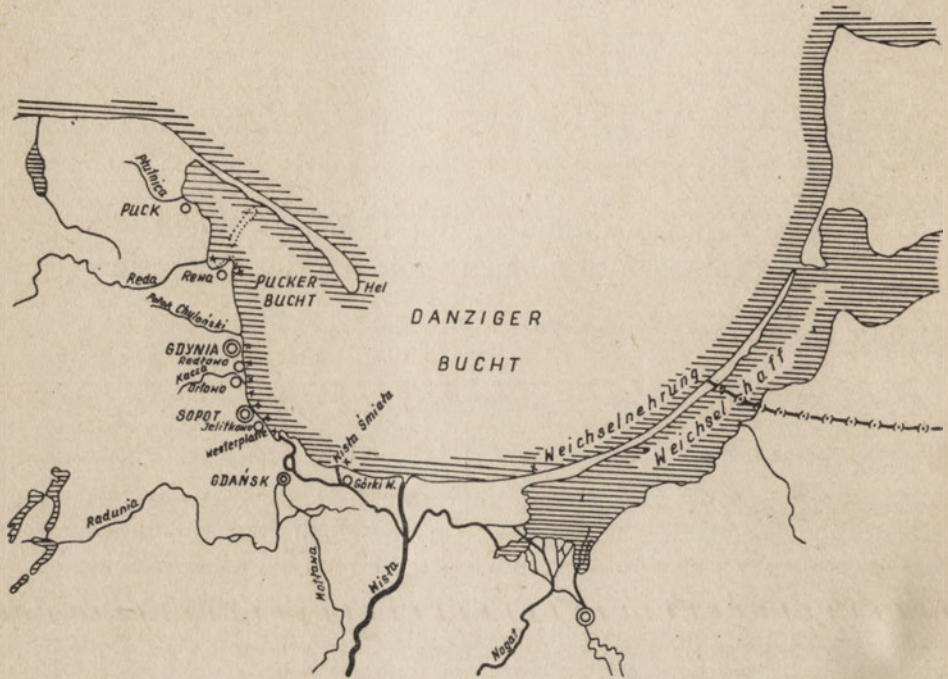 Płutnica
PUCK
Reda
Rewa
PUCKER
BUCHT
Hel
Potok Chyloński
GDYNIA
Redłowo
Kacza
Orłowo
SOPOT
Jelitkowo
Westerplatte
GDAŃSK
Wisła Śmiała
Górki W.
Radunia
Motława
Wisła
Nogat
DANZIGER
BUCHT
Weichselnehrung
Weichselhaff